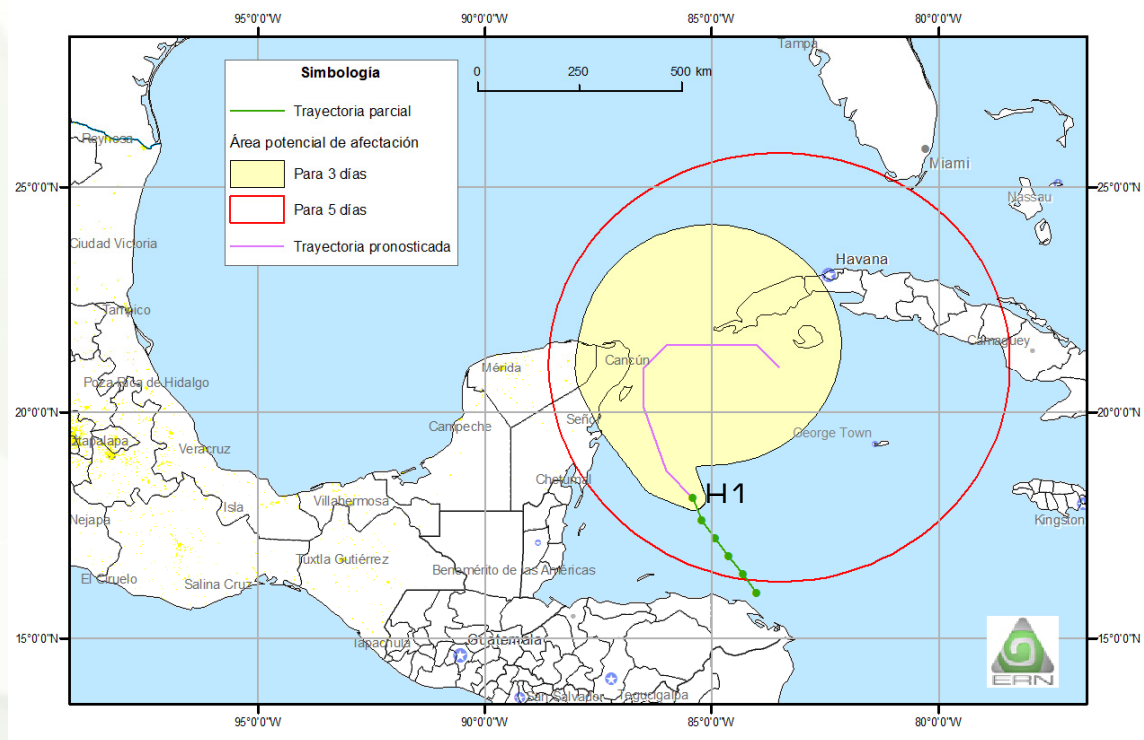 95°0'0"W 90°0'0"W 85°0'0"W 80°0'0"W
Tampa
Simbología
0 250 500 km
Trayectoria parcial
Área potencial de afectación
Reynosa
Miami
Para 3 días
25°0'0"N 25°0'0"N
Nassau
Para 5 días
Ciudad Victoria
Trayectoria pronosticada
Havana
Tampico
Camaguey
Cancún
Mérida
Poza Rica de Hidalgo
20°0'0"N 20°0'0"N
Señor
Campeche
George Town
Iztapalapa
Veracruz
Chetumal
H1
Villahermosa
Isla
Nejapa
Kingston
Tuxtla Gutiérrez
Benemérito de las Américas
El Ciruelo
Salina Cruz
15°0'0"N 15°0'0"N
Tapachula
Guatemala
ERN
San Salvador
Tegucigalpa
95°0'0"W 90°0'0"W 85°0'0"W 80°0'0"W